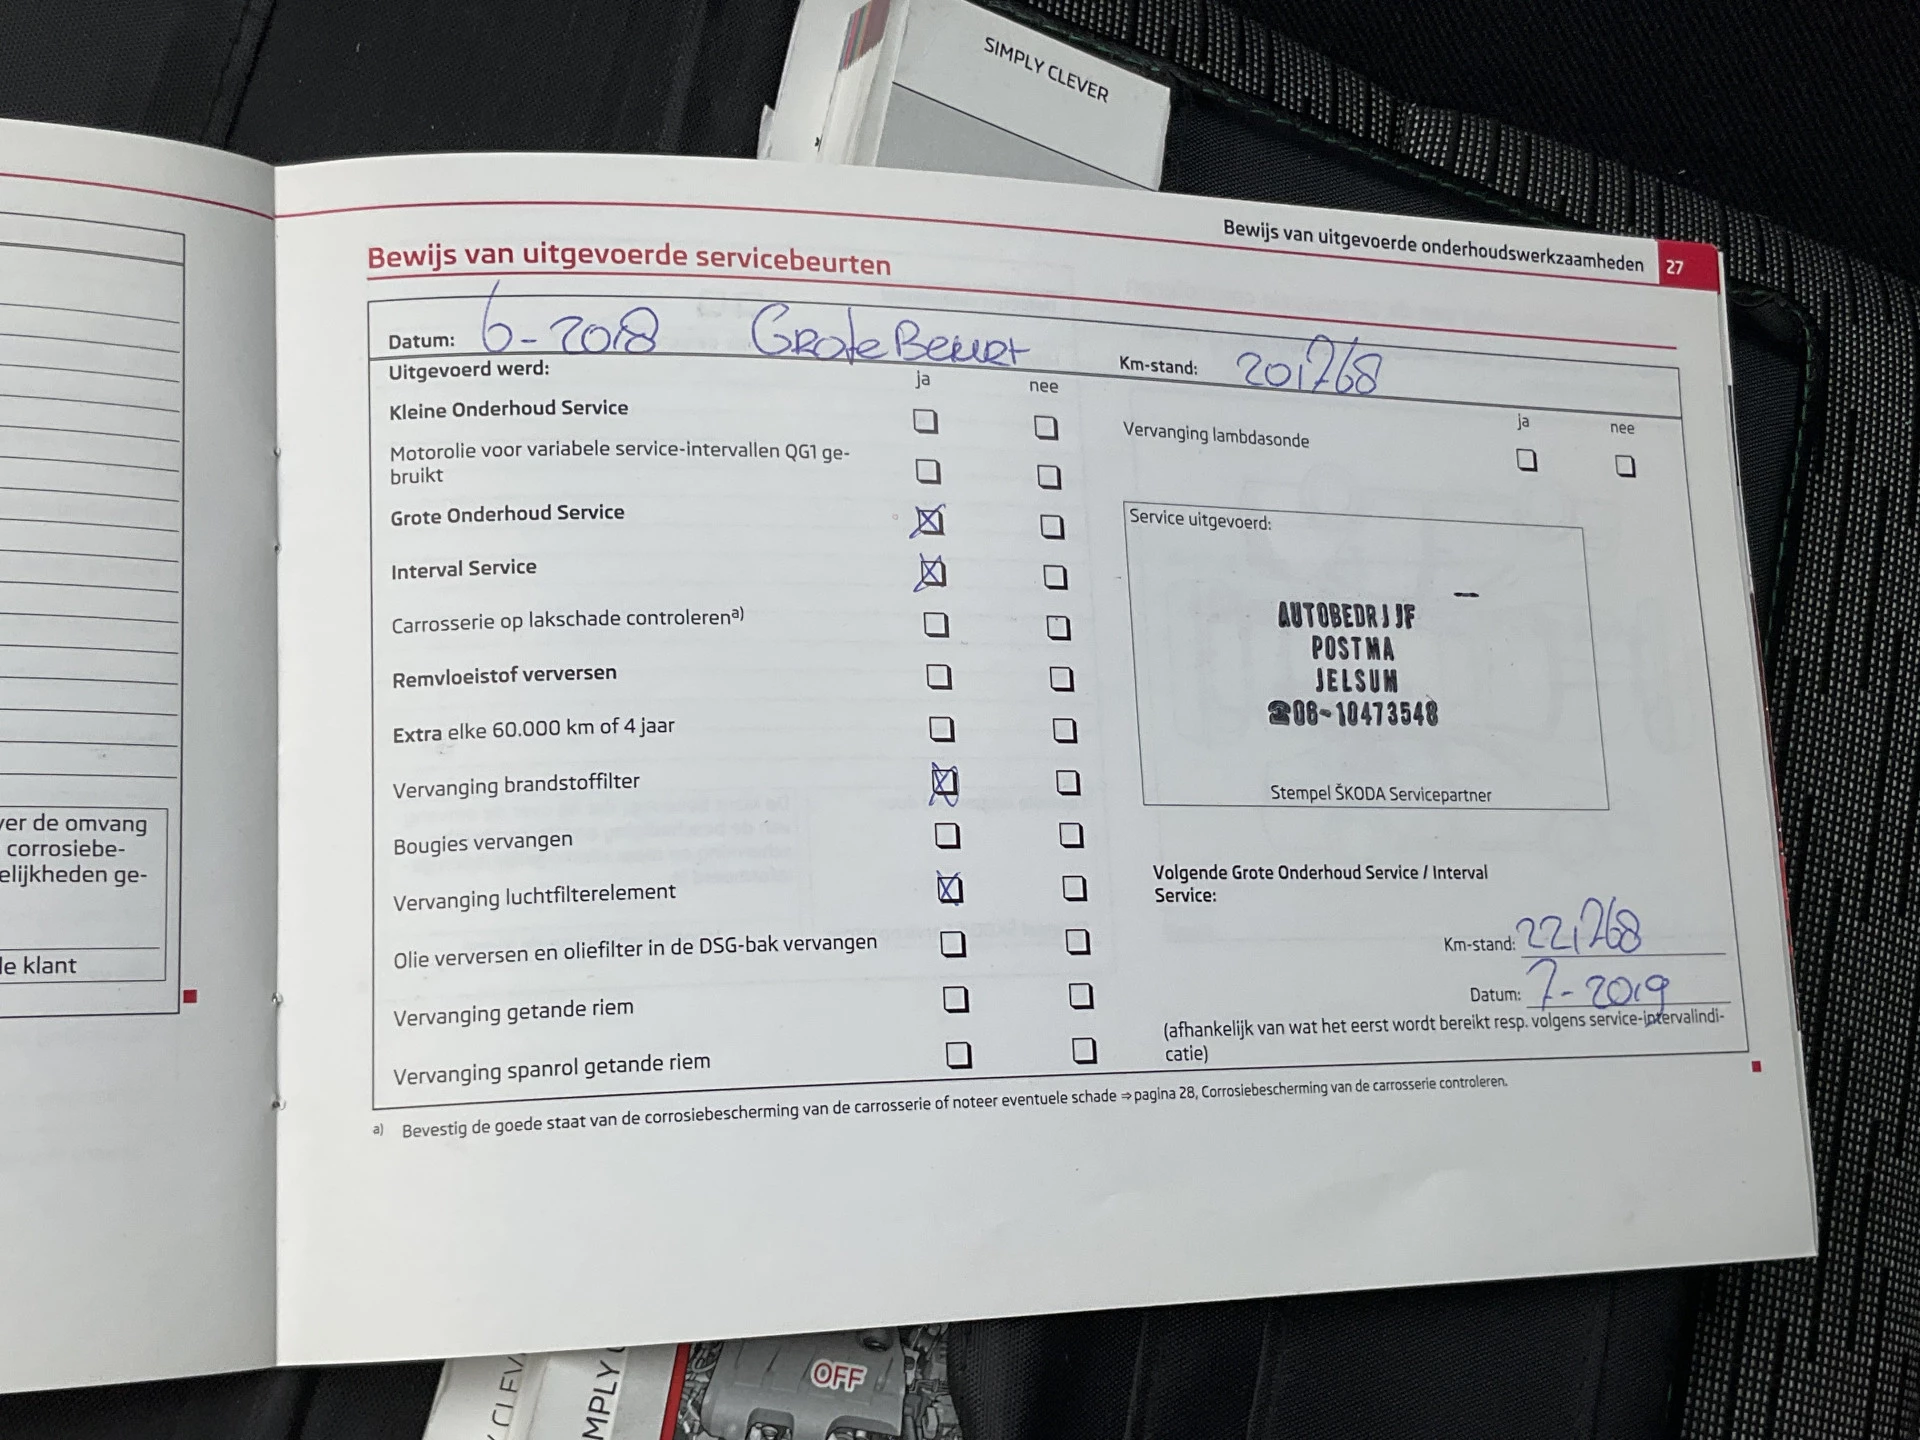 SIMPLY CLEVER
Bewijs van uitgevoerde onderhoudswerkzaamheden 27
Bewijs van uitgevoerde servicebeurten
Datum: 6-2018 Grote Beurt
Km-stand: 201768
Uitgevoerd werd:
ja nee
Kleine Onderhoud Service
Motorolie voor variabele service-intervallen QG1 ge-
bruikt
Grote Onderhoud Service
Interval Service
Carrosserie op lakschade controleren a)
Remvloeistof verversen
Extra elke 60.000 km of 4 jaar
Vervanging brandstoffilter
Bougies vervangen
Vervanging luchtfilterelement
Olie verversen en oliefilter in de DSG-bak vervangen
Vervanging getande riem
Vervanging spanrol getande riem
ja nee
Vervanging lambdasonde
Service uitgevoerd:
AUTOBEDRIJF
POSTMA
JELSUM
☎06-10473548
Stempel ŠKODA Servicepartner
Volgende Grote Onderhoud Service / Interval
Service:
Km-stand: 221768
Datum: 7-2019
(afhankelijk van wat het eerst wordt bereikt resp. volgens service-intervalindi-
catie)
a) Bevestig de goede staat van de corrosiebescherming van de carrosserie of noteer eventuele schade ⇒ pagina 28, Corrosiebescherming van de carrosserie controleren.
ver de omvang
corrosiebe-
elijkheden ge-
le klant
Y CLEV
MPLY
OFF